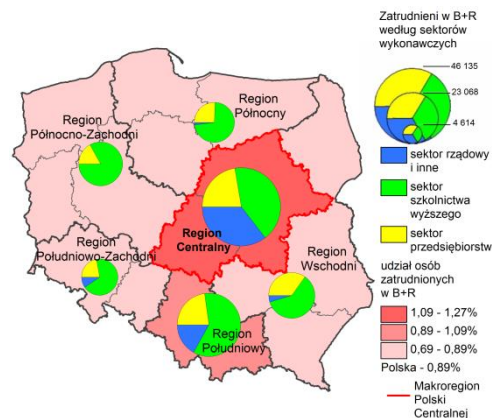 Zatrudnieni w B+R
według sektorów
wykonawczych
46 135
23 068
4 614
sektor rządowy
i inne
sektor
szkolnictwa
wyższego
sektor
przedsiębiorstw
udział osób
zatrudnionych
w B+R
1,09 - 1,27%
0,89 - 1,09%
0,69 - 0,89%
Polska - 0,89%
Makroregion
Polski
Centralnej
Region
Północny
Region
Północno-Zachodni
Region
Centralny
Region
Południowo-Zachodni
Region
Wschodni
Region
Południowy